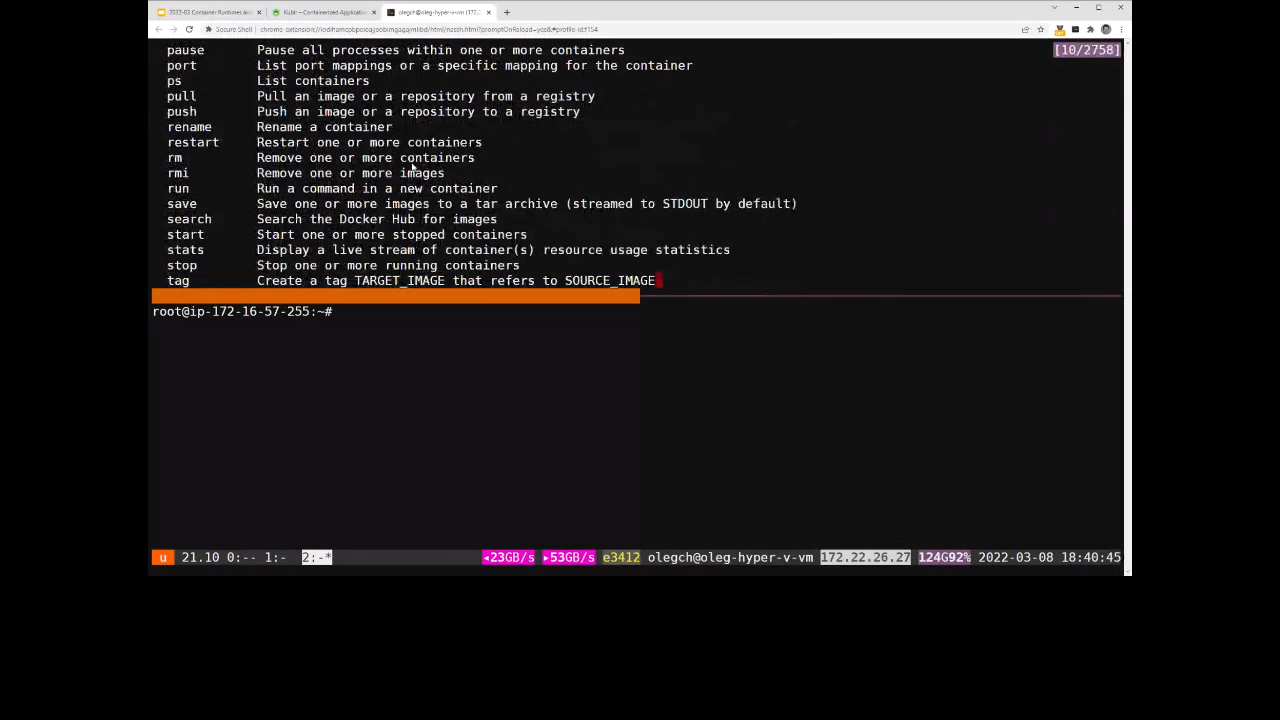 2022-03 Container Runtimes and
Kublr – Containerized Application
olegch@oleg-hyper-v-vm (172.
Secure Shell | chrome-extension://iodihamcpbpeioajjeobimgagajmlibd/html/nassh.html?promptOnReload=yes&#profile-id:f154
pause Pause all processes within one or more containers [10/2758]
port List port mappings or a specific mapping for the container
ps List containers
pull Pull an image or a repository from a registry
push Push an image or a repository to a registry
rename Rename a container
restart Restart one or more containers
rm Remove one or more containers
rmi Remove one or more images
run Run a command in a new container
save Save one or more images to a tar archive (streamed to STDOUT by default)
search Search the Docker Hub for images
start Start one or more stopped containers
stats Display a live stream of container(s) resource usage statistics
stop Stop one or more running containers
tag Create a tag TARGET_IMAGE that refers to SOURCE_IMAGE
root@ip-172-16-57-255:~#
u 21.10 0:-- 1:- 2:-* ◂23GB/s ▸53GB/s e3412 olegch@oleg-hyper-v-vm 172.22.26.27 124G92% 2022-03-08 18:40:45